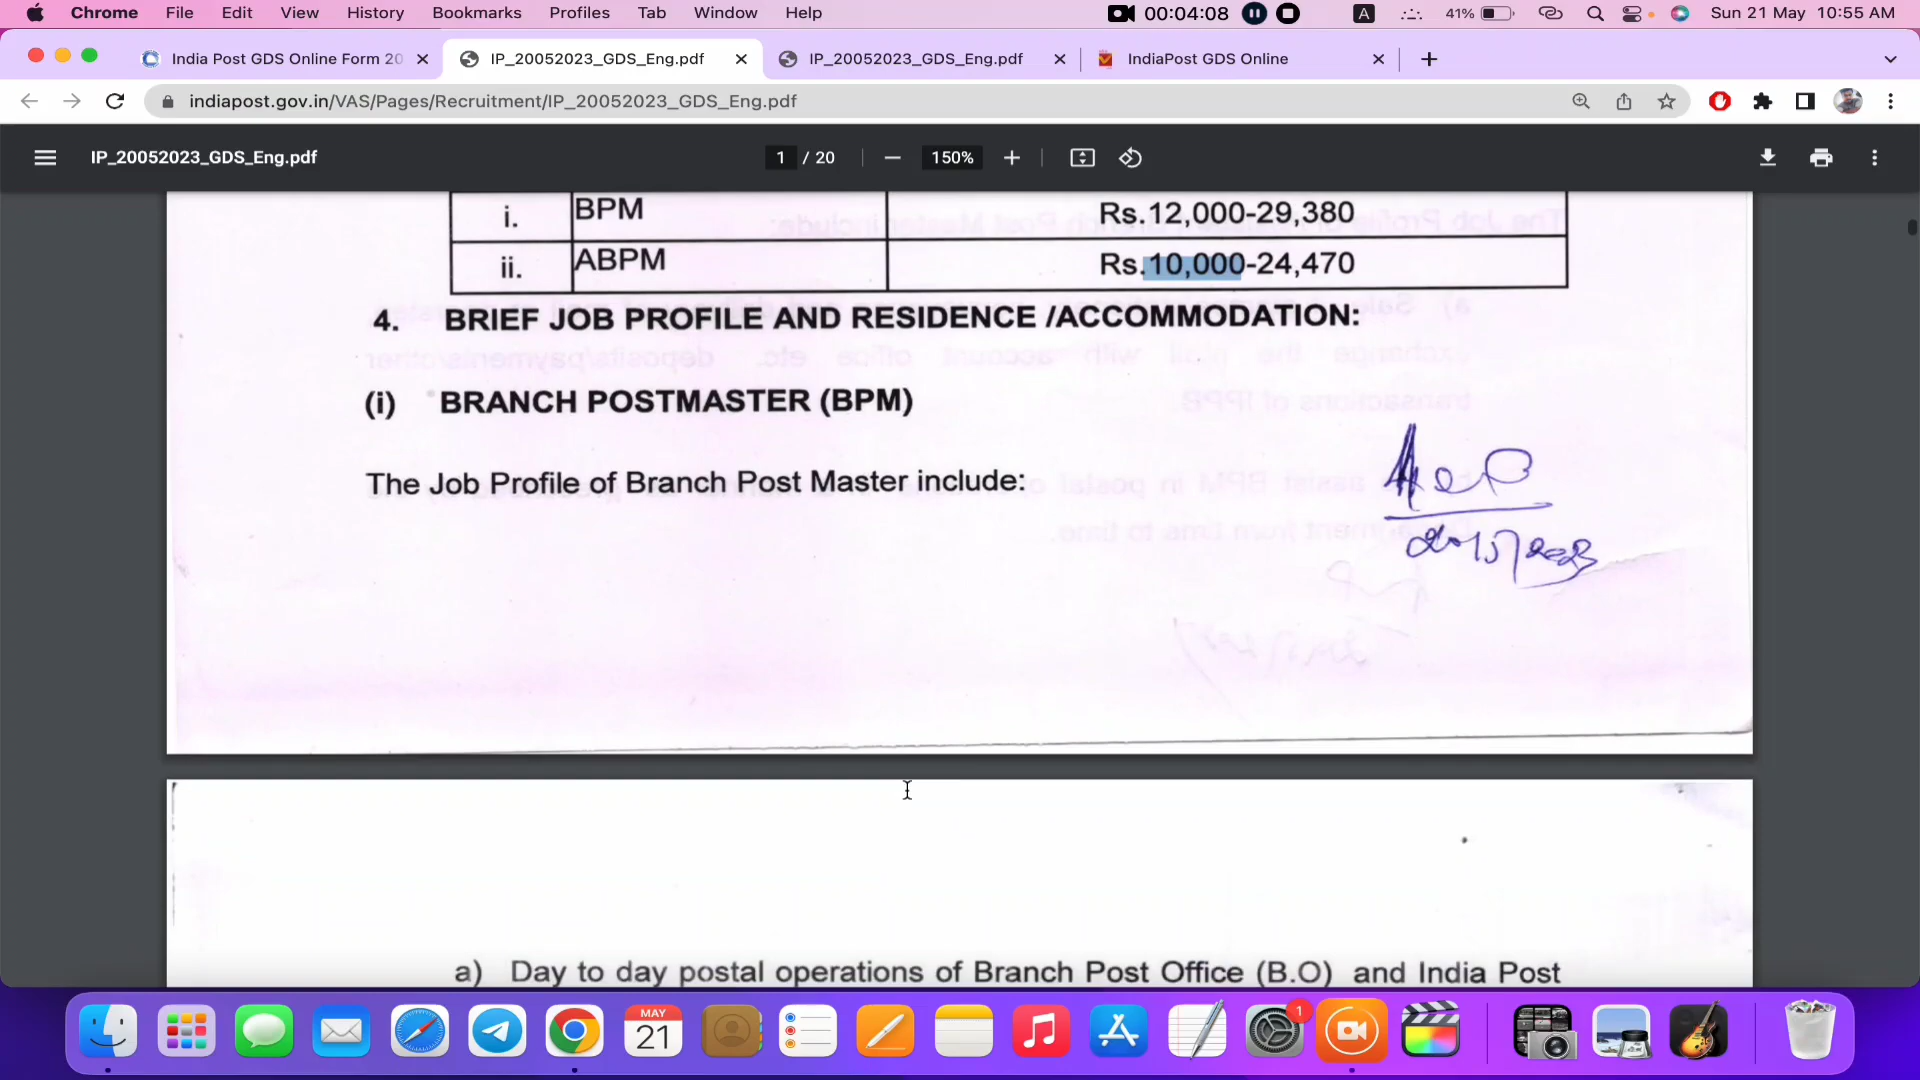 Chrome File Edit View History Bookmarks Profiles Tab Window Help 00:04:08 A 41% Sun 21 May 10:55 AM
India Post GDS Online Form 20 IP_20052023_GDS_Eng.pdf IP_20052023_GDS_Eng.pdf IndiaPost GDS Online
indiapost.gov.in/VAS/Pages/Recruitment/IP_20052023_GDS_Eng.pdf
IP_20052023_GDS_Eng.pdf 1 / 20 150%
i. BPM Rs.12,000-29,380
ii. ABPM Rs.10,000-24,470
4. BRIEF JOB PROFILE AND RESIDENCE /ACCOMMODATION:
(i) BRANCH POSTMASTER (BPM)
The Job Profile of Branch Post Master include:
a) Day to day postal operations of Branch Post Office (B.O) and India Post
MAY
21
1